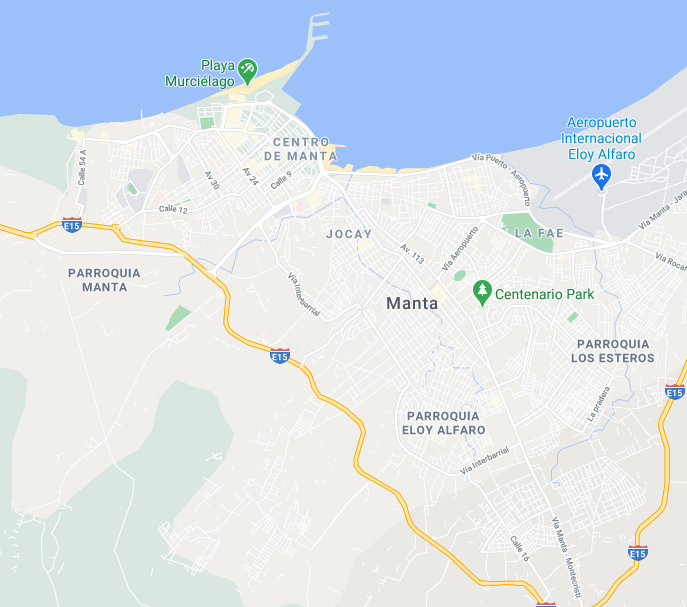 Playa
Murciélago
Aeropuerto
Internacional
Eloy Alfaro
CENTRO
DE MANTA
Calle 54 A
Av 30
Av 24
Calle 9
Vía Puerto - Aeropuerto
Calle 12
E15
Vía Manta - Jara
JOCAY
Av. 113
Vía Aeropuerto
LA FAE
Vía Rocaf
PARROQUIA
MANTA
Vía Interbarrial
Manta
Centenario Park
E15
PARROQUIA
LOS ESTEROS
E15
La pradera
PARROQUIA
ELOY ALFARO
Vía Interbarrial
Calle 16
Vía Manta - Montecristi
E15